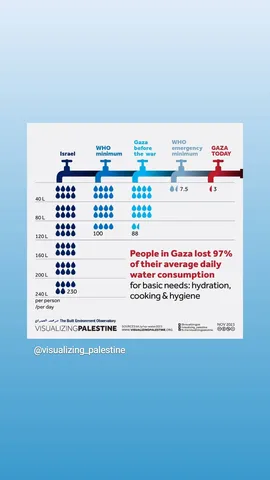 Israel
WHO
minimum
Gaza
before
the war
WHO
emergency
minimum
GAZA
TODAY
7.5
3
40 L
80 L
100
88
120 L
160 L
200 L
230
240 L
per person
/per day
People in Gaza lost 97%
of their average daily
water consumption
for basic needs: hydration,
cooking & hygiene
The Built Environment Observatory
VISUALIZINGPALESTINE
WWW.VISUALIZINGPALESTINE.ORG
NOV 2023
@visualizing_palestine